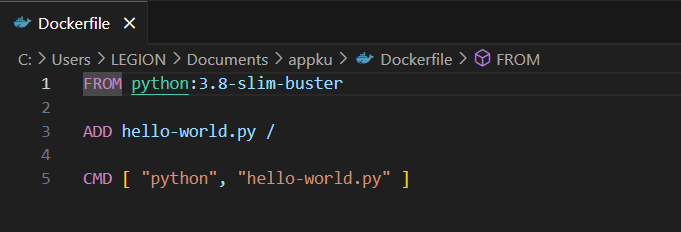 Dockerfile
C: > Users > LEGION > Documents > appku > Dockerfile > FROM
1 FROM python:3.8-slim-buster
2
3 ADD hello-world.py /
4
5 CMD [ "python", "hello-world.py" ]